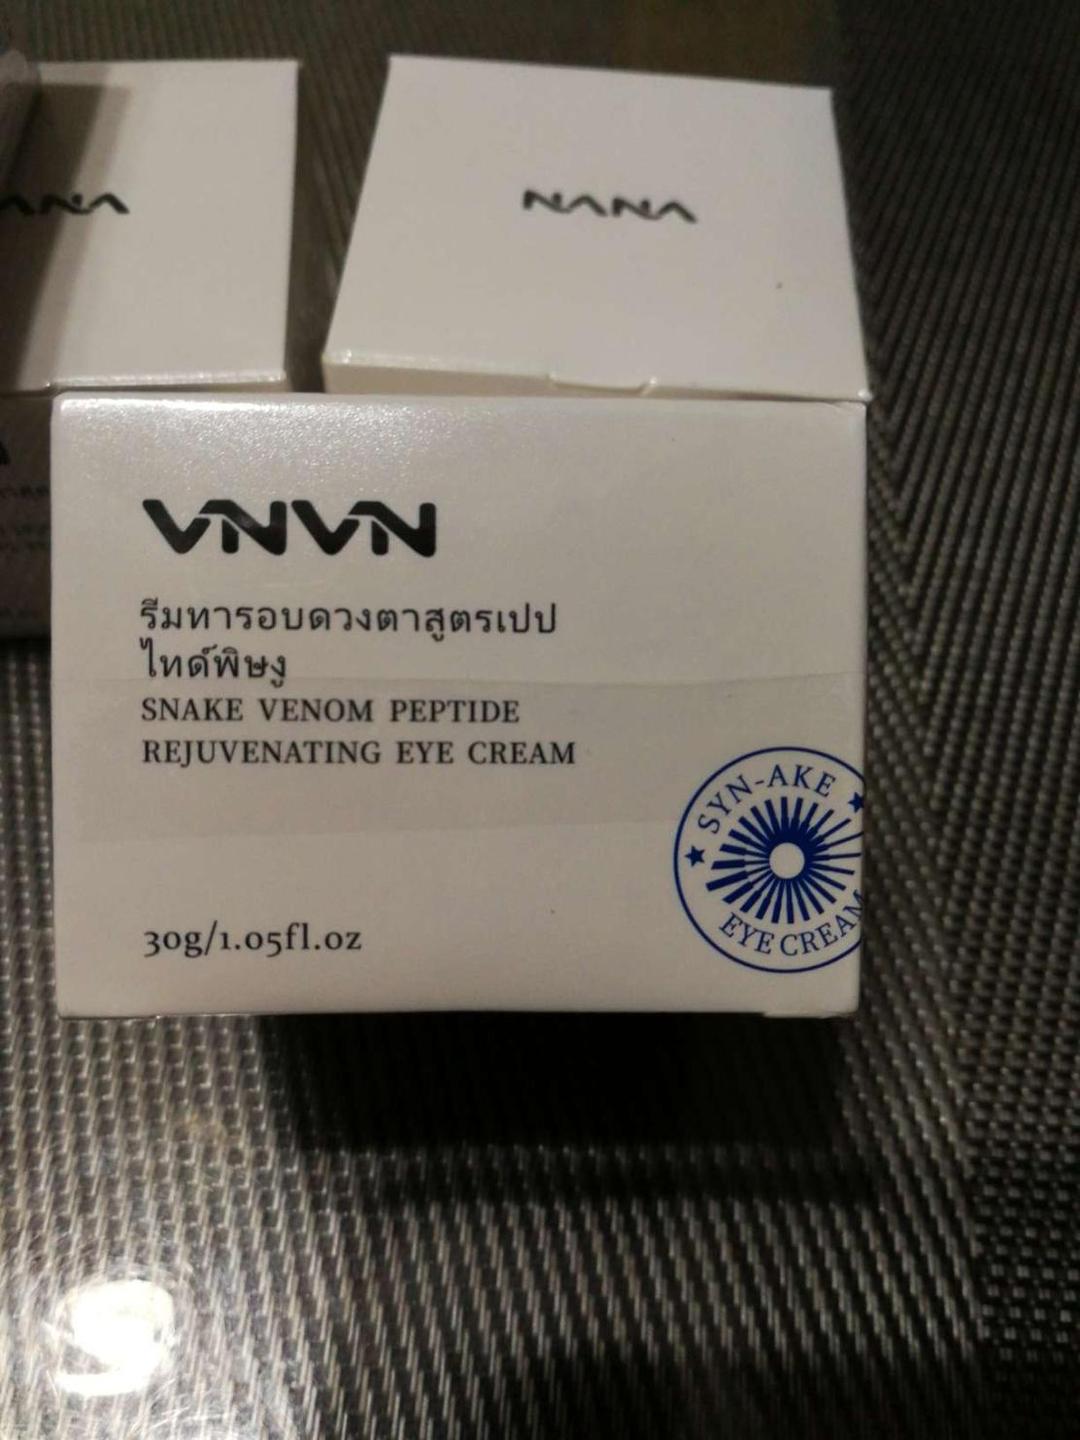 NANA
VNVN
รีมทารอบดวงตาสูตรเปป
ไทด์พิษงู
SNAKE VENOM PEPTIDE
REJUVENATING EYE CREAM
30g/1.05fl.oz
SYN-AKE
EYE CREAM